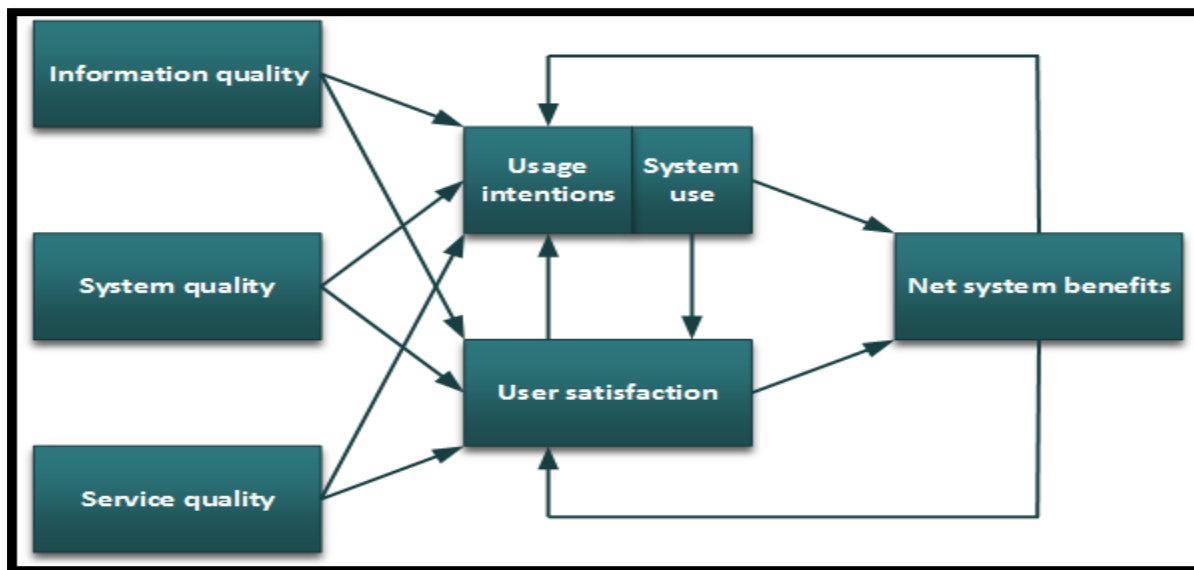 Information quality
Usage
intentions
System
use
System quality
Net system benefits
User satisfaction
Service quality